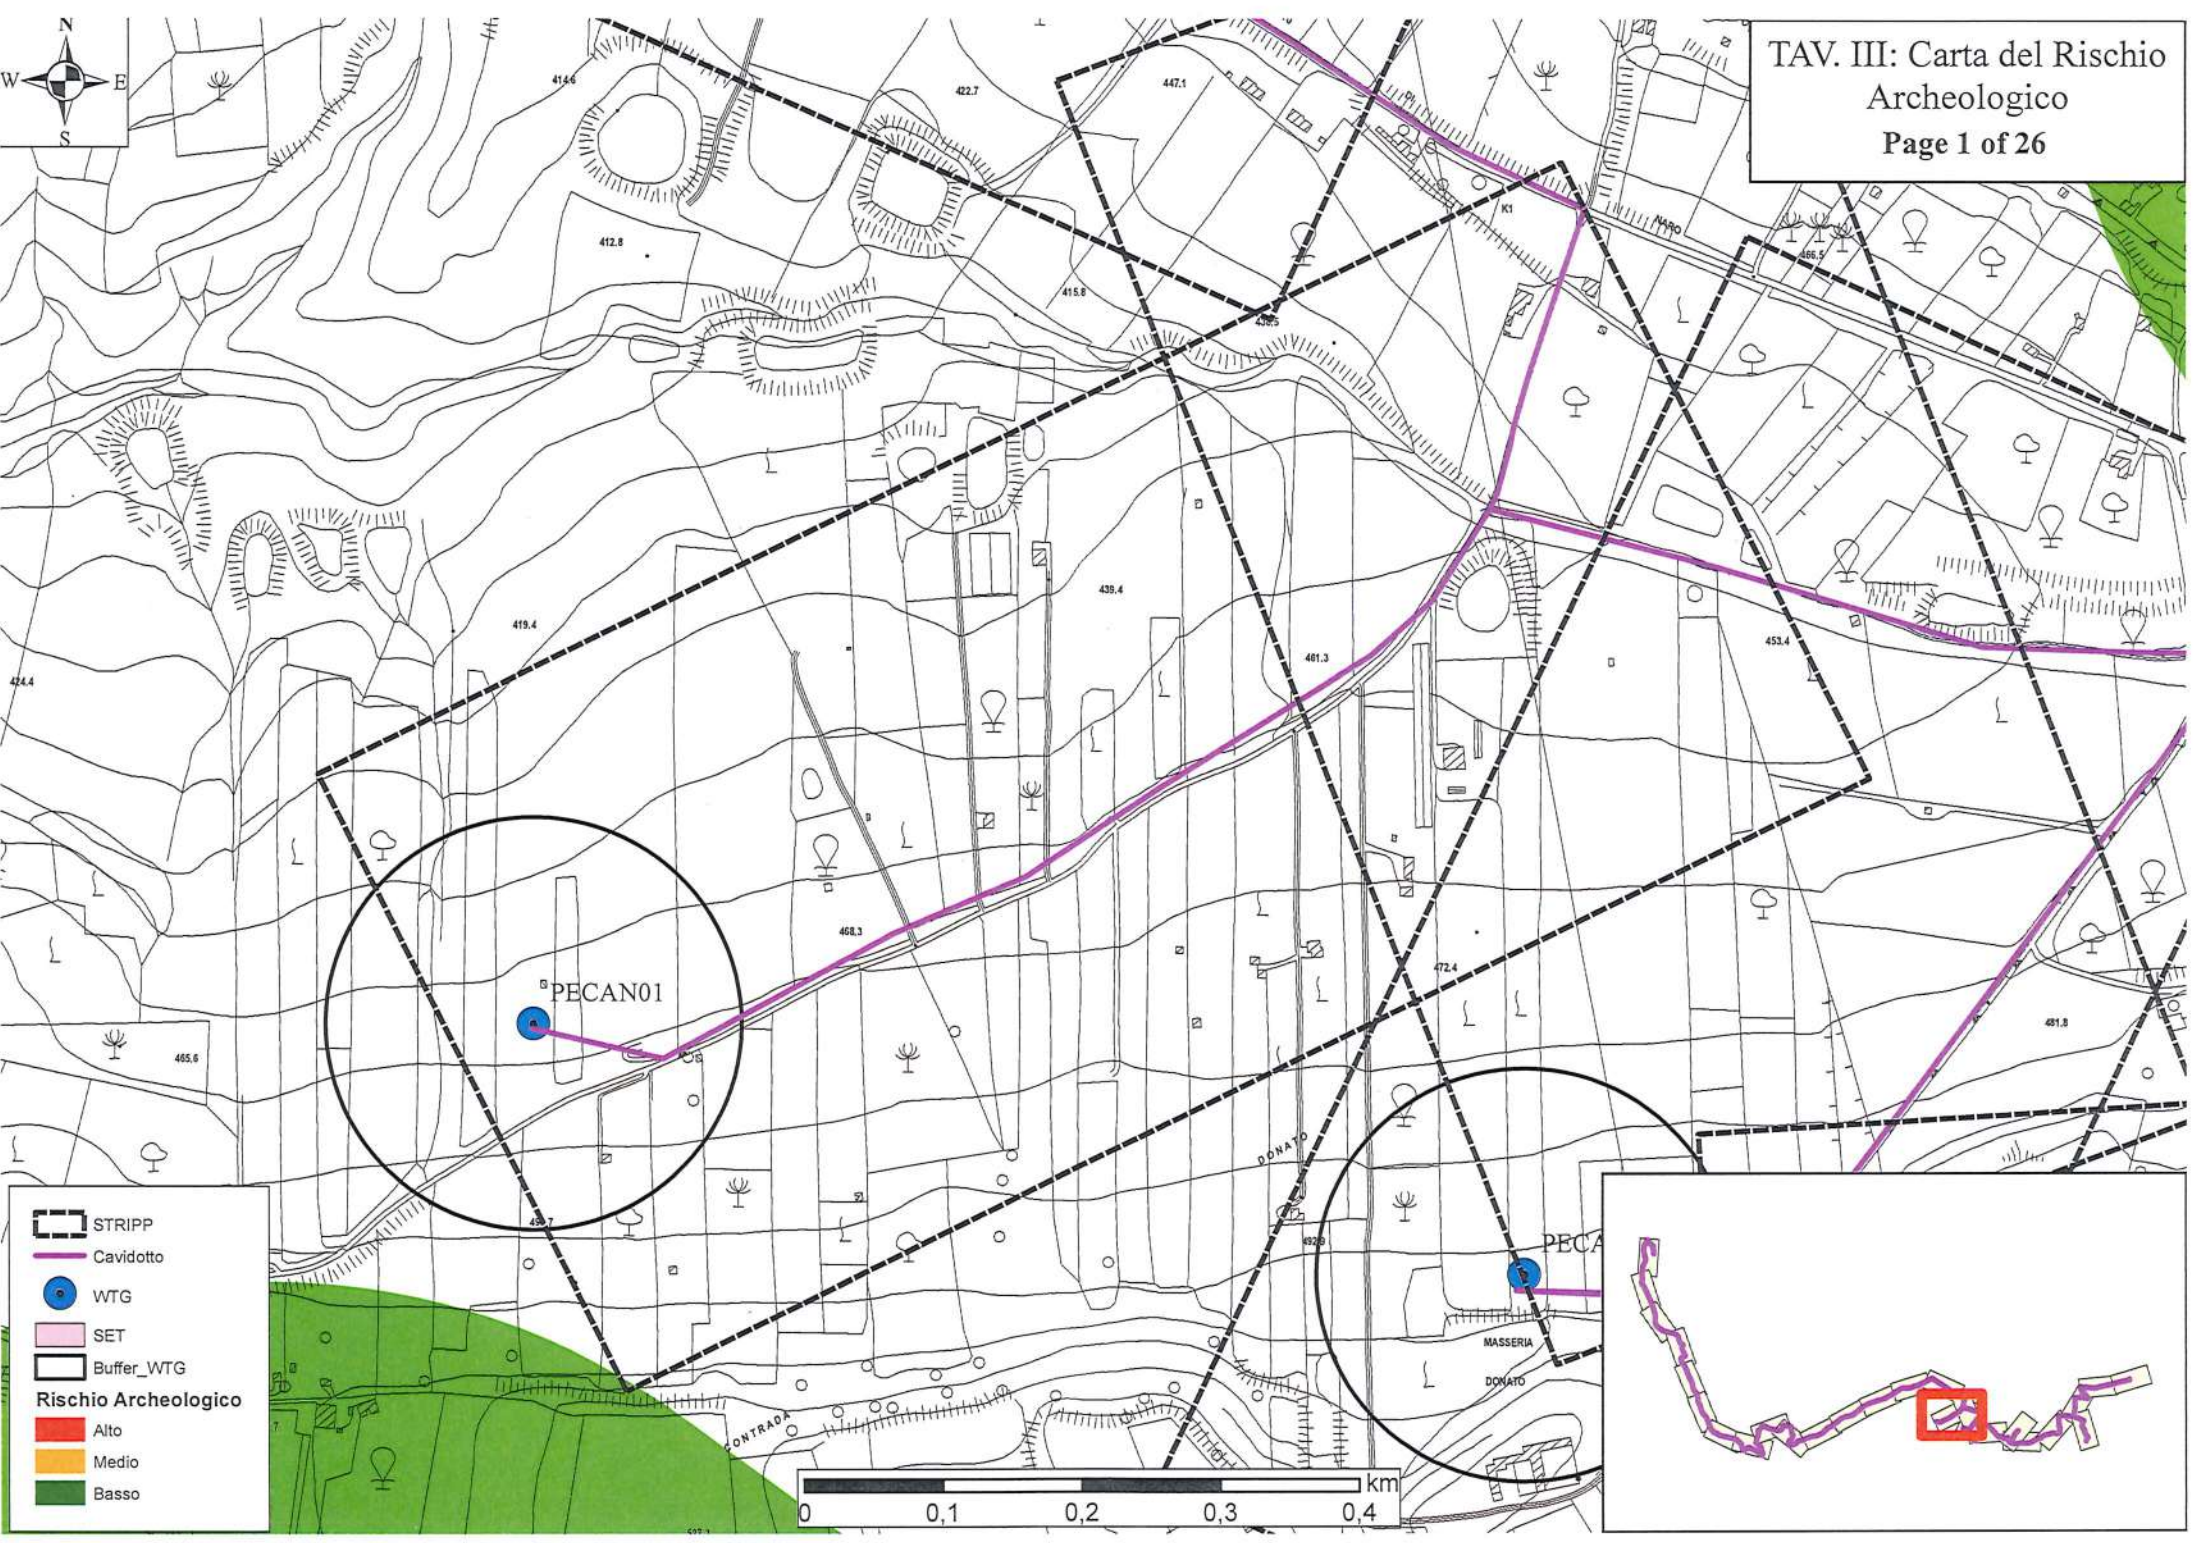 N
W E
S
TAV. III: Carta del Rischio
Archeologico
Page 1 of 26
414.6
422.7
447.1
412.8
415.8
K1
NARO
466.5
419.4
439.4
424.4
461.3
453.4
468.3
472.4
PECAN01
465.6
481.8
DONATO
492.9
PECA
MASSERIA
DONATO
CONTRADA
STRIPP
Cavidotto
WTG
SET
Buffer_WTG
Rischio Archeologico
Alto
Medio
Basso
km
0 0,1 0,2 0,3 0,4